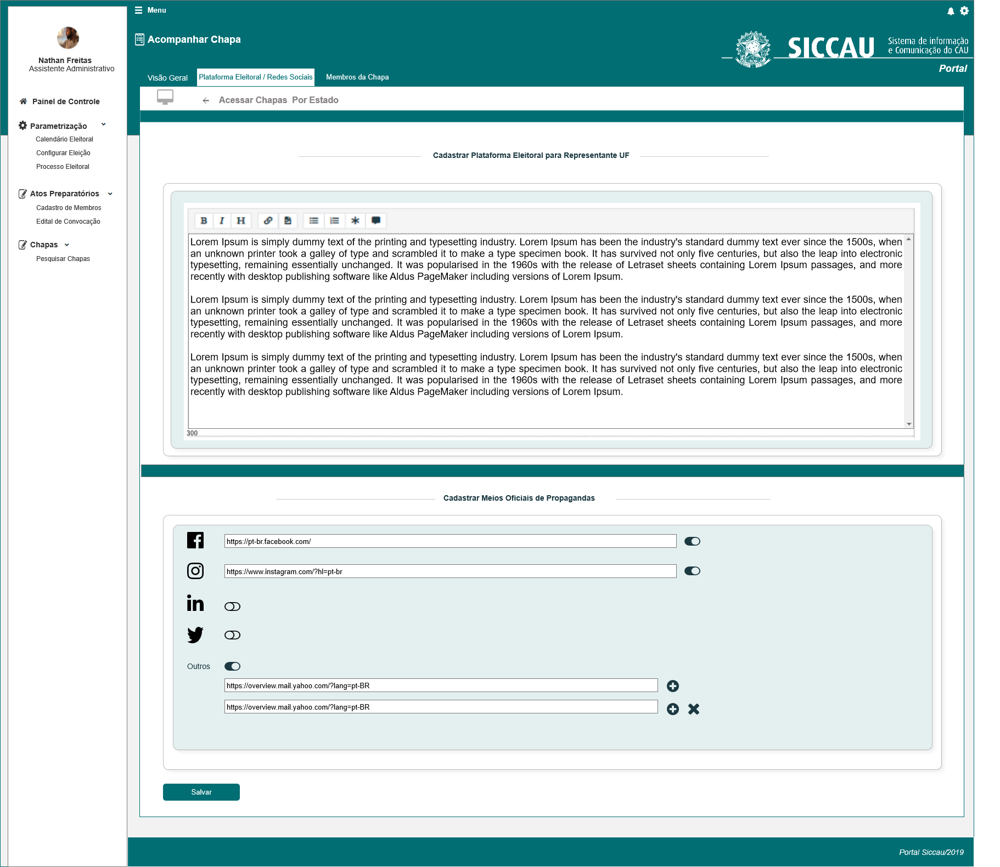 Menu
Acompanhar Chapa
SICCAU
Sistema de informação
e Comunicação do CAU
Portal
Nathan Freitas
Assistente Administrativo
Painel de Controle
Parametrização
Calendário Eleitoral
Configurar Eleição
Processo Eleitoral
Atos Preparatórios
Cadastro de Membros
Edital de Convocação
Chapas
Pesquisar Chapas
Visão Geral
Plataforma Eleitoral / Redes Sociais
Membros da Chapa
Acessar Chapas Por Estado
Cadastrar Plataforma Eleitoral para Representante UF
B I H
Lorem Ipsum is simply dummy text of the printing and typesetting industry. Lorem Ipsum has been the industry's standard dummy text ever since the 1500s, when
an unknown printer took a galley of type and scrambled it to make a type specimen book. It has survived not only five centuries, but also the leap into electronic
typesetting, remaining essentially unchanged. It was popularised in the 1960s with the release of Letraset sheets containing Lorem Ipsum passages, and more
recently with desktop publishing software like Aldus PageMaker including versions of Lorem Ipsum.
Lorem Ipsum is simply dummy text of the printing and typesetting industry. Lorem Ipsum has been the industry's standard dummy text ever since the 1500s, when
an unknown printer took a galley of type and scrambled it to make a type specimen book. It has survived not only five centuries, but also the leap into electronic
typesetting, remaining essentially unchanged. It was popularised in the 1960s with the release of Letraset sheets containing Lorem Ipsum passages, and more
recently with desktop publishing software like Aldus PageMaker including versions of Lorem Ipsum.
Lorem Ipsum is simply dummy text of the printing and typesetting industry. Lorem Ipsum has been the industry's standard dummy text ever since the 1500s, when
an unknown printer took a galley of type and scrambled it to make a type specimen book. It has survived not only five centuries, but also the leap into electronic
typesetting, remaining essentially unchanged. It was popularised in the 1960s with the release of Letraset sheets containing Lorem Ipsum passages, and more
recently with desktop publishing software like Aldus PageMaker including versions of Lorem Ipsum.
300
Cadastrar Meios Oficiais de Propagandas
https://pt-br.facebook.com/
https://www.instagram.com/?hl=pt-br
Outros
https://overview.mail.yahoo.com/?lang=pt-BR
https://overview.mail.yahoo.com/?lang=pt-BR
Salvar
Portal Siccau/2019